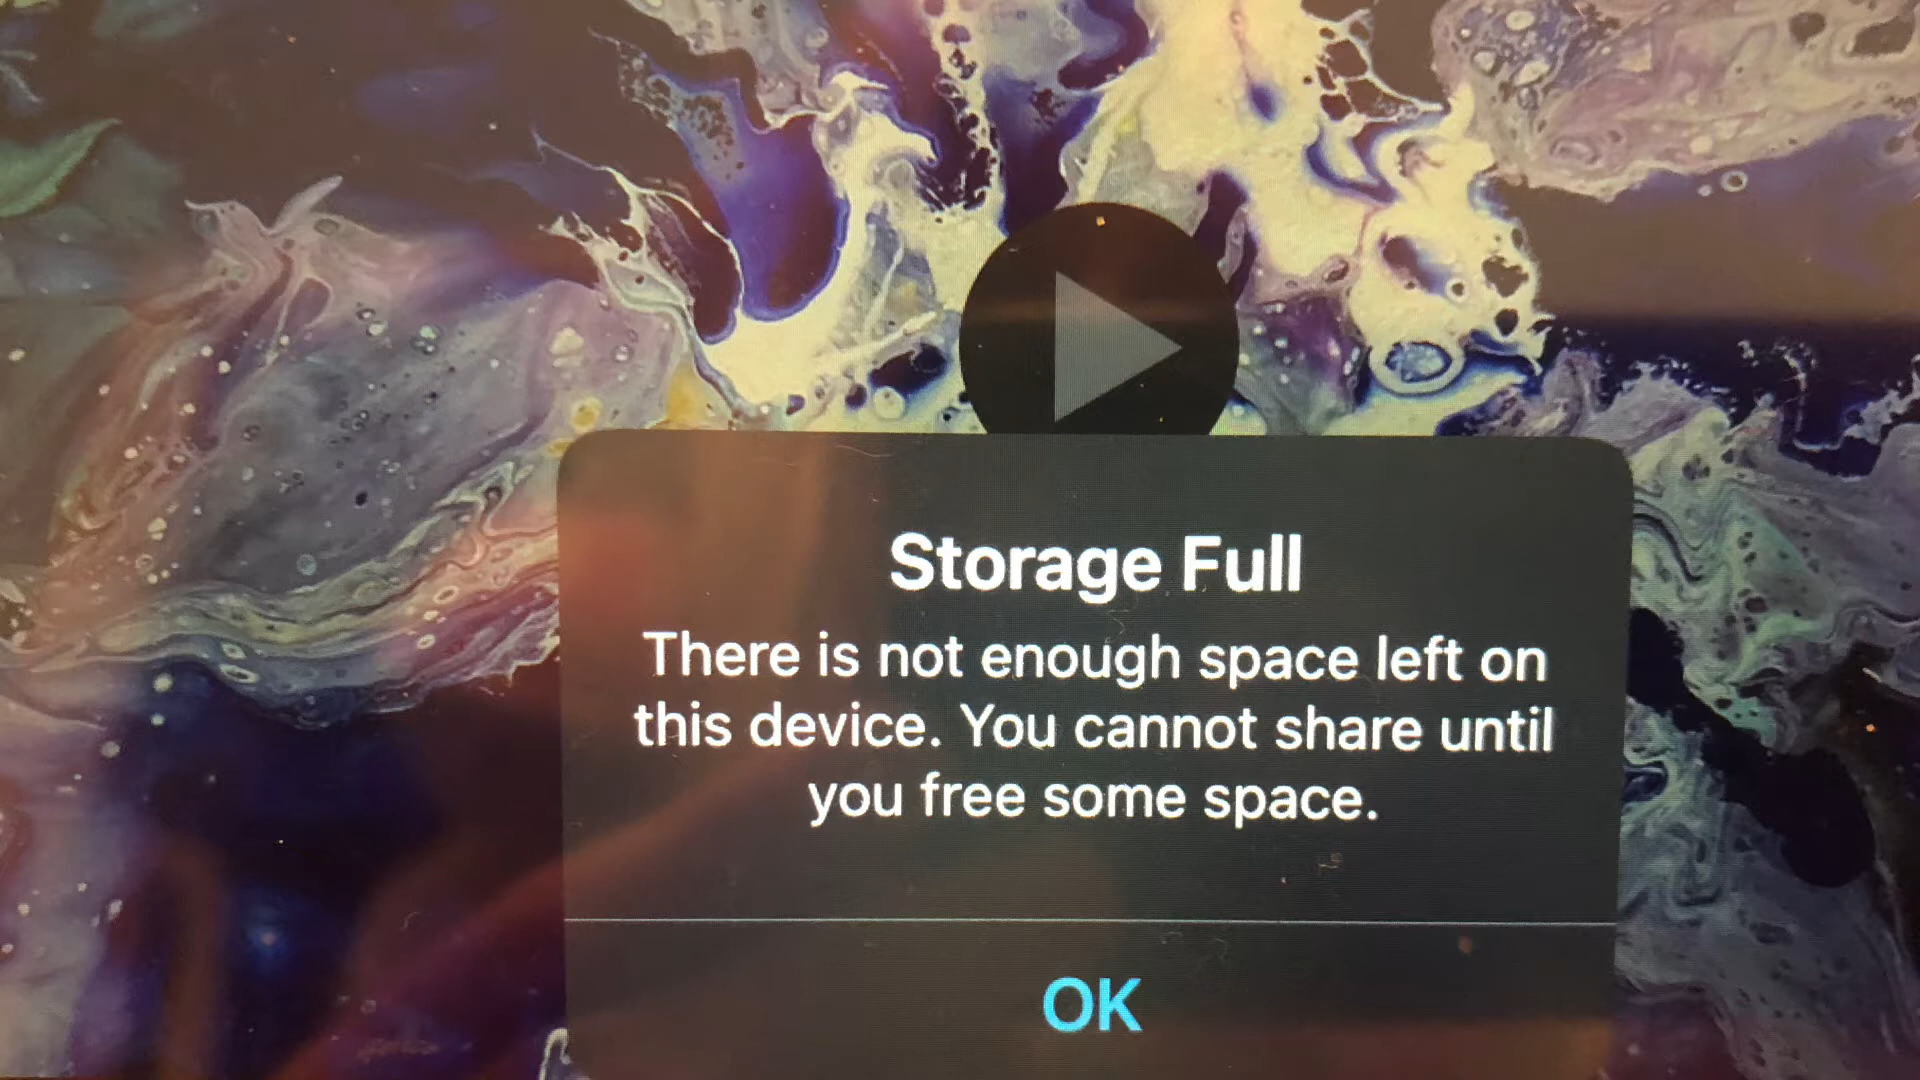 Storage Full
There is not enough space left on
this device. You cannot share until
you free some space.
OK